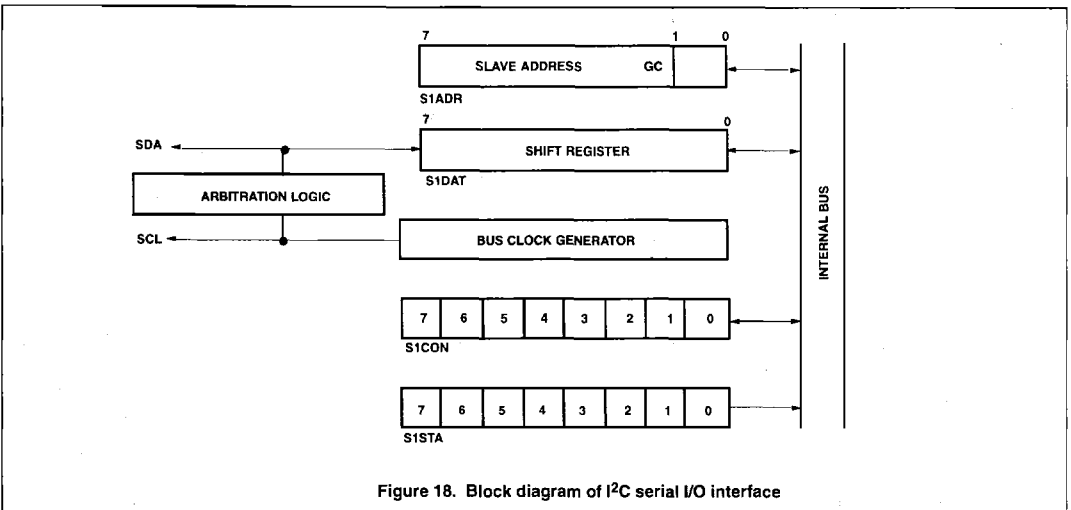 7 1 0
SLAVE ADDRESS GC
S1ADR
7 0
SDA
SHIFT REGISTER
S1DAT
ARBITRATION LOGIC
SCL
BUS CLOCK GENERATOR
INTERNAL BUS
7 6 5 4 3 2 1 0
S1CON
7 6 5 4 3 2 1 0
S1STA
Figure 18. Block diagram of I²C serial I/O interface